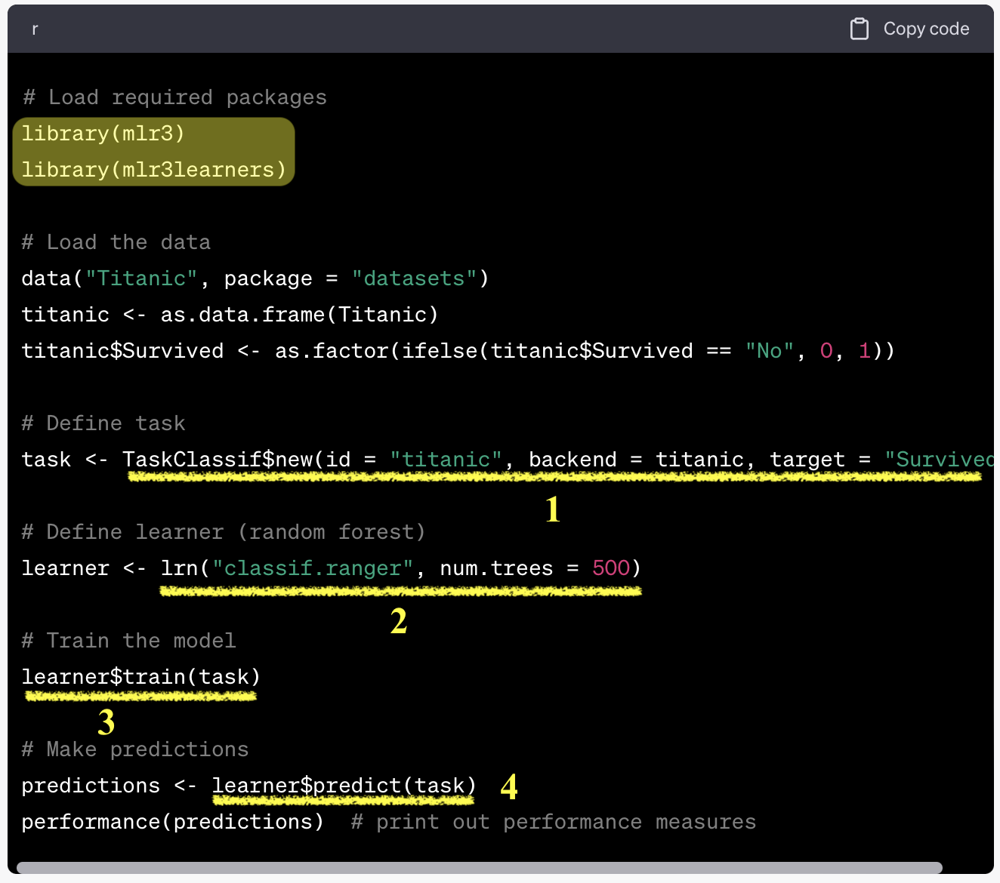 r
Copy code
# Load required packages
library(mlr3)
library(mlr3learners)
# Load the data
data("Titanic", package = "datasets")
titanic <- as.data.frame(Titanic)
titanic$Survived <- as.factor(ifelse(titanic$Survived == "No", 0, 1))
# Define task
task <- TaskClassif$new(id = "titanic", backend = titanic, target = "Survived
1
# Define learner (random forest)
learner <- lrn("classif.ranger", num.trees = 500)
2
# Train the model
learner$train(task)
3
# Make predictions
predictions <- learner$predict(task) 4
performance(predictions)  # print out performance measures